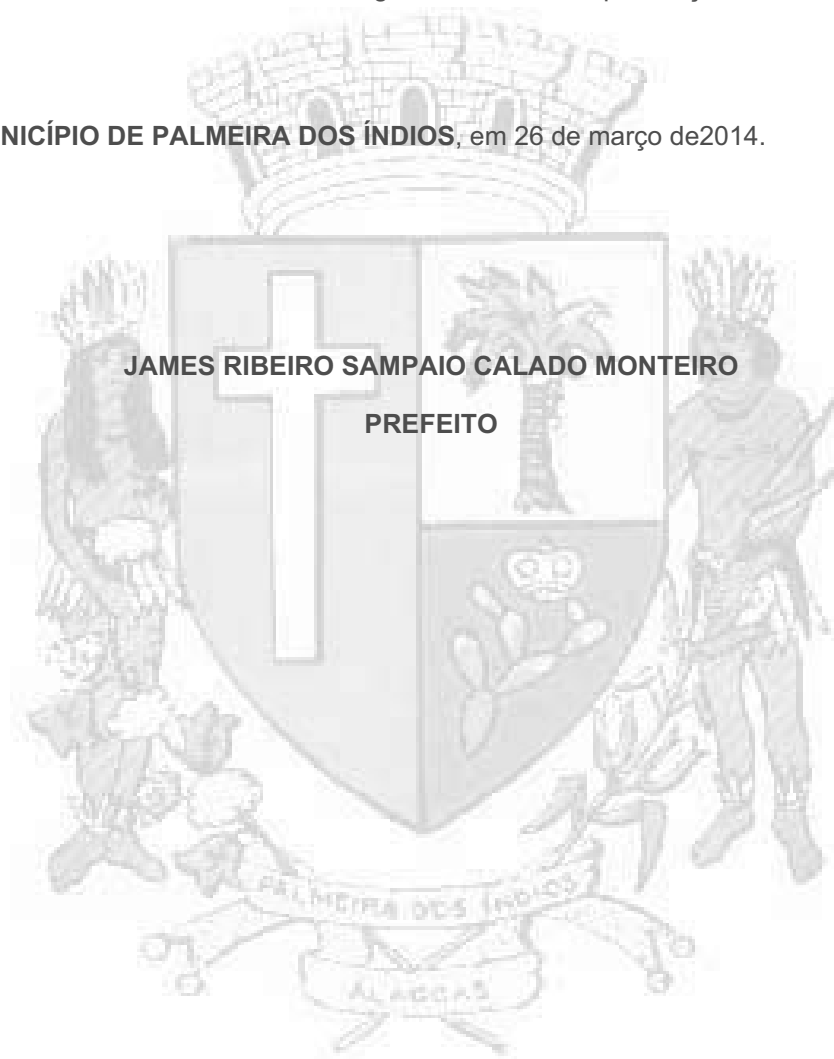 NICÍPIO DE PALMEIRA DOS ÍNDIOS, em 26 de março de2014.
JAMES RIBEIRO SAMPAIO CALADO MONTEIRO
PREFEITO
PALMEIRA DOS ÍNDIOS
ALAGOAS